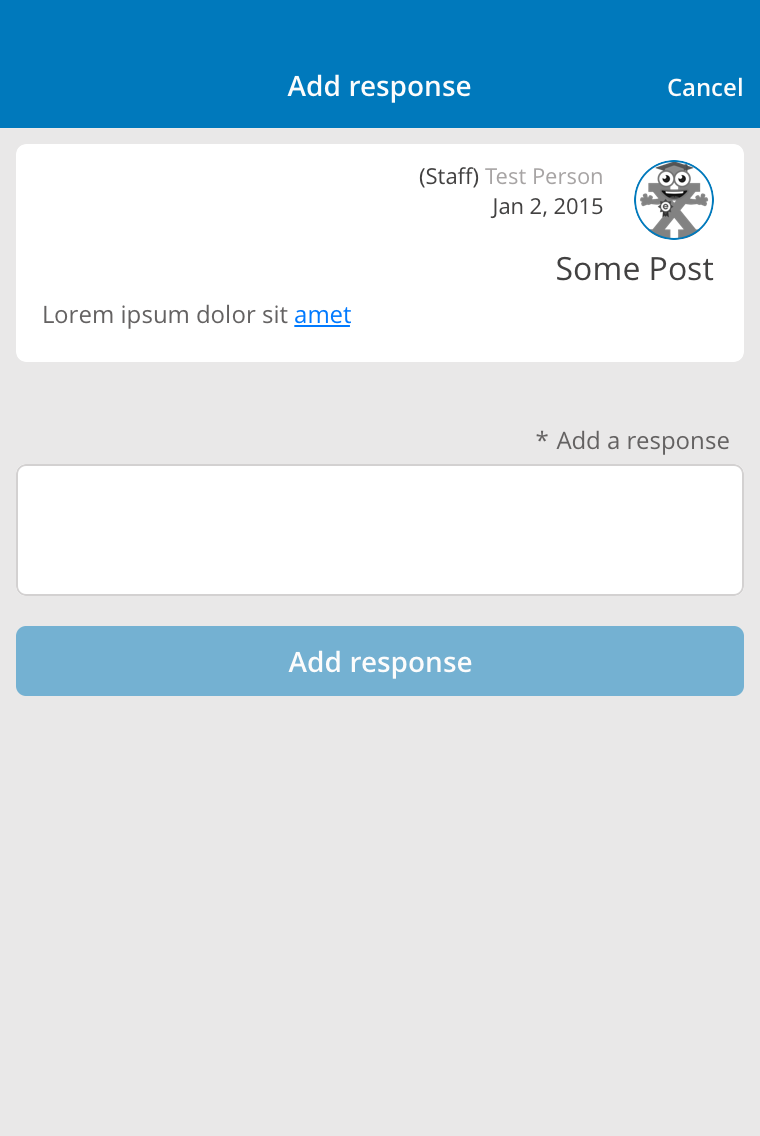 Add response
Cancel
(Staff) Test Person
Jan 2, 2015
Some Post
Lorem ipsum dolor sit amet
* Add a response
Add response